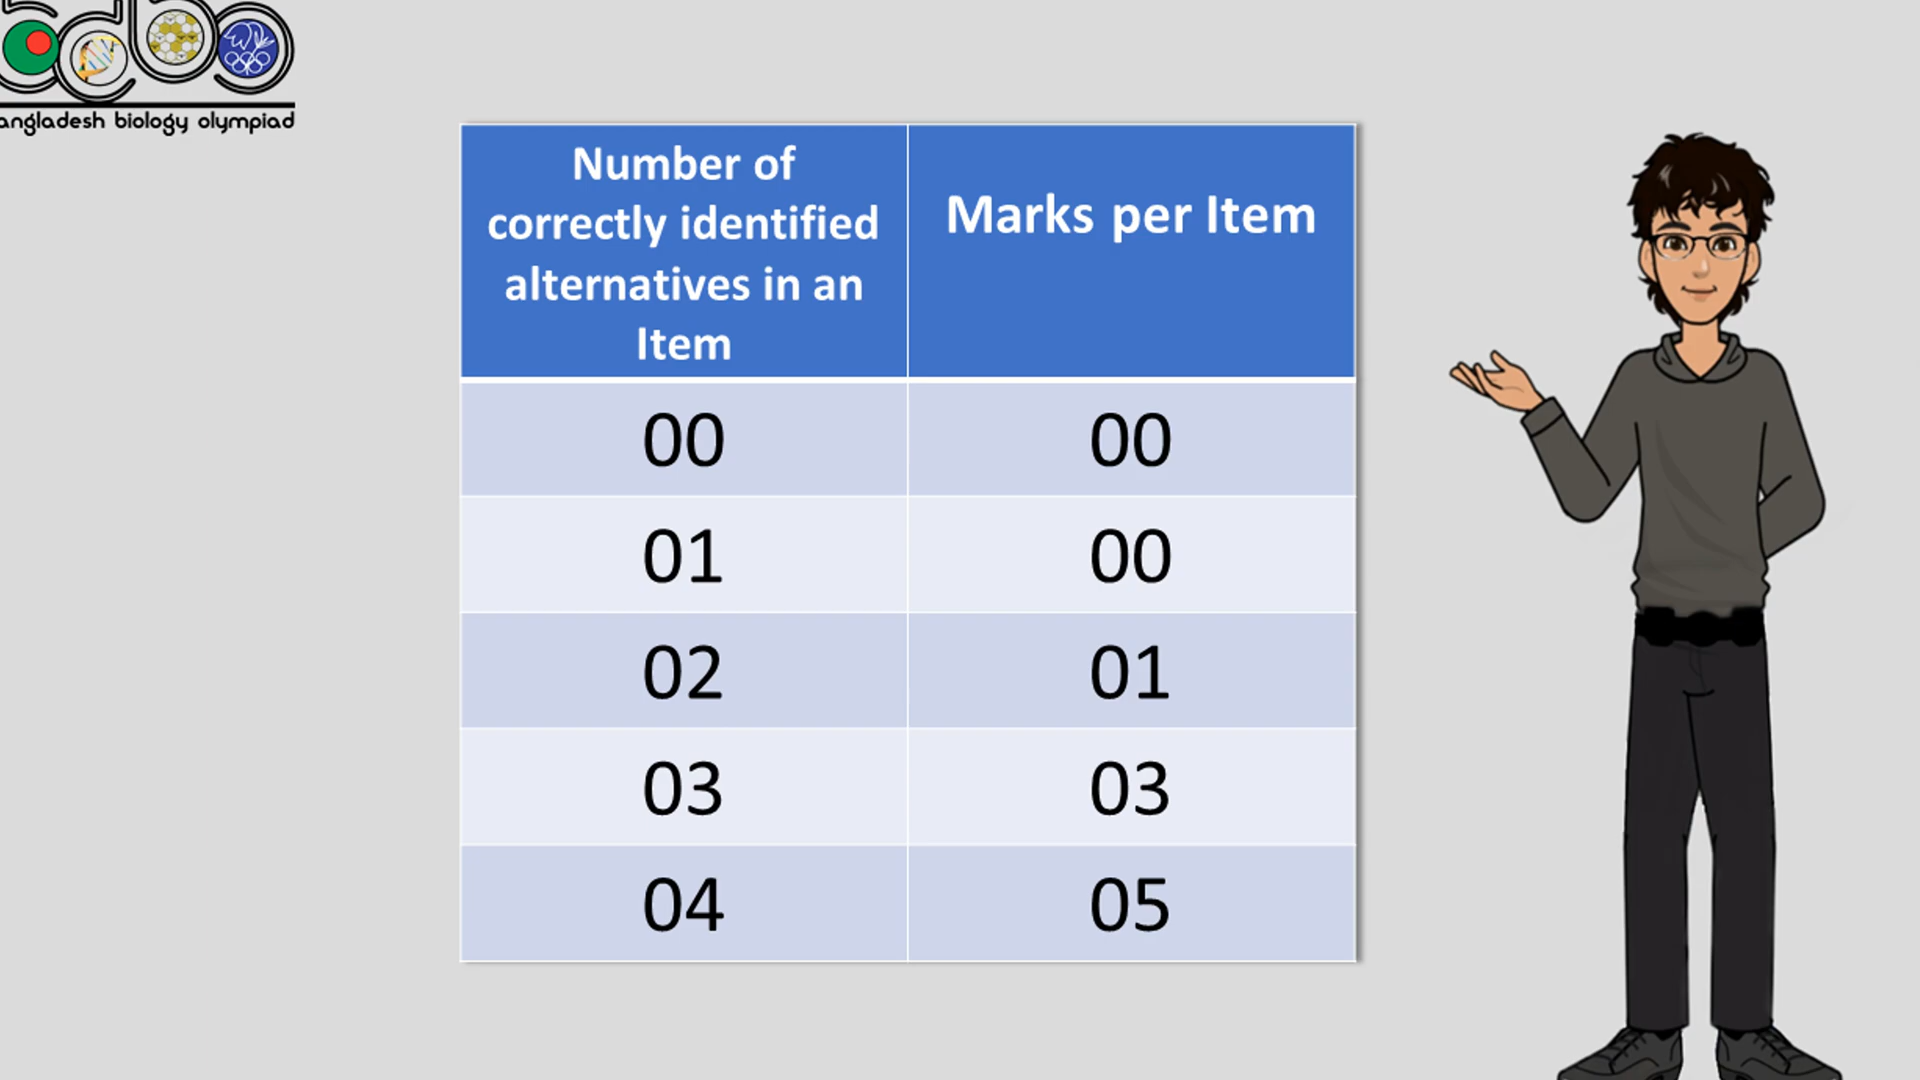 angladesh biology olympiad
Number of
correctly identified
alternatives in an
Item
Marks per Item
00 00
01 00
02 01
03 03
04 05